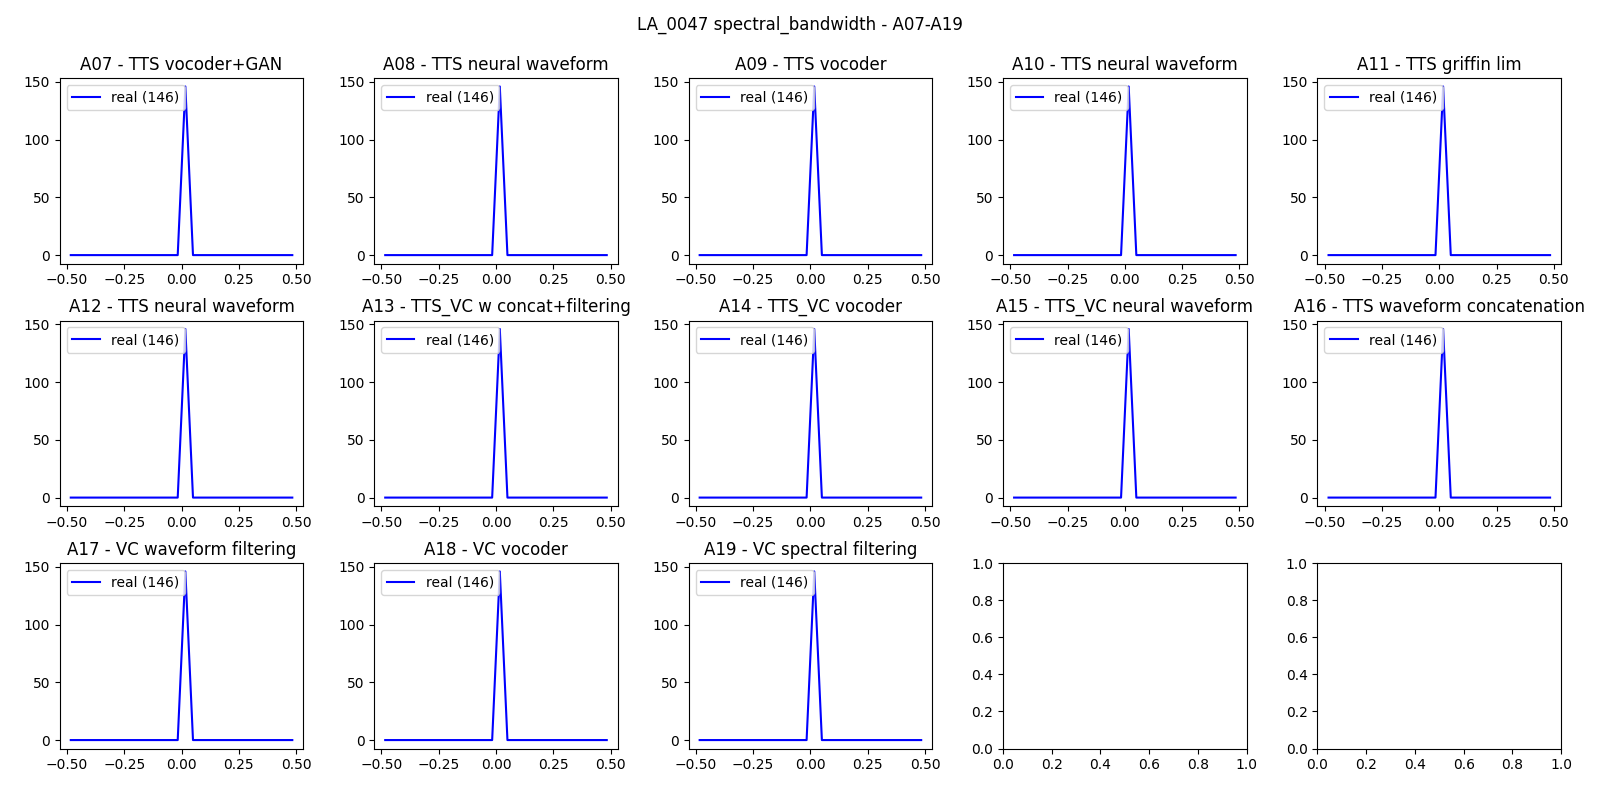 LA_0047 spectral_bandwidth - A07-A19
A07 - TTS vocoder+GAN
150
100
50
0
real (146)
−0.50 −0.25 0.00 0.25 0.50
A08 - TTS neural waveform
150
100
50
0
real (146)
−0.50 −0.25 0.00 0.25 0.50
A09 - TTS vocoder
150
100
50
0
real (146)
−0.50 −0.25 0.00 0.25 0.50
A10 - TTS neural waveform
150
100
50
0
real (146)
−0.50 −0.25 0.00 0.25 0.50
A11 - TTS griffin lim
150
100
50
0
real (146)
−0.50 −0.25 0.00 0.25 0.50
A12 - TTS neural waveform
150
100
50
0
real (146)
−0.50 −0.25 0.00 0.25 0.50
A13 - TTS_VC w concat+filtering
150
100
50
0
real (146)
−0.50 −0.25 0.00 0.25 0.50
A14 - TTS_VC vocoder
150
100
50
0
real (146)
−0.50 −0.25 0.00 0.25 0.50
A15 - TTS_VC neural waveform
150
100
50
0
real (146)
−0.50 −0.25 0.00 0.25 0.50
A16 - TTS waveform concatenation
150
100
50
0
real (146)
−0.50 −0.25 0.00 0.25 0.50
A17 - VC waveform filtering
150
100
50
0
real (146)
−0.50 −0.25 0.00 0.25 0.50
A18 - VC vocoder
150
100
50
0
real (146)
−0.50 −0.25 0.00 0.25 0.50
A19 - VC spectral filtering
150
100
50
0
real (146)
−0.50 −0.25 0.00 0.25 0.50
1.0
0.8
0.6
0.4
0.2
0.0
0.0 0.2 0.4 0.6 0.8 1.0
1.0
0.8
0.6
0.4
0.2
0.0
0.0 0.2 0.4 0.6 0.8 1.0